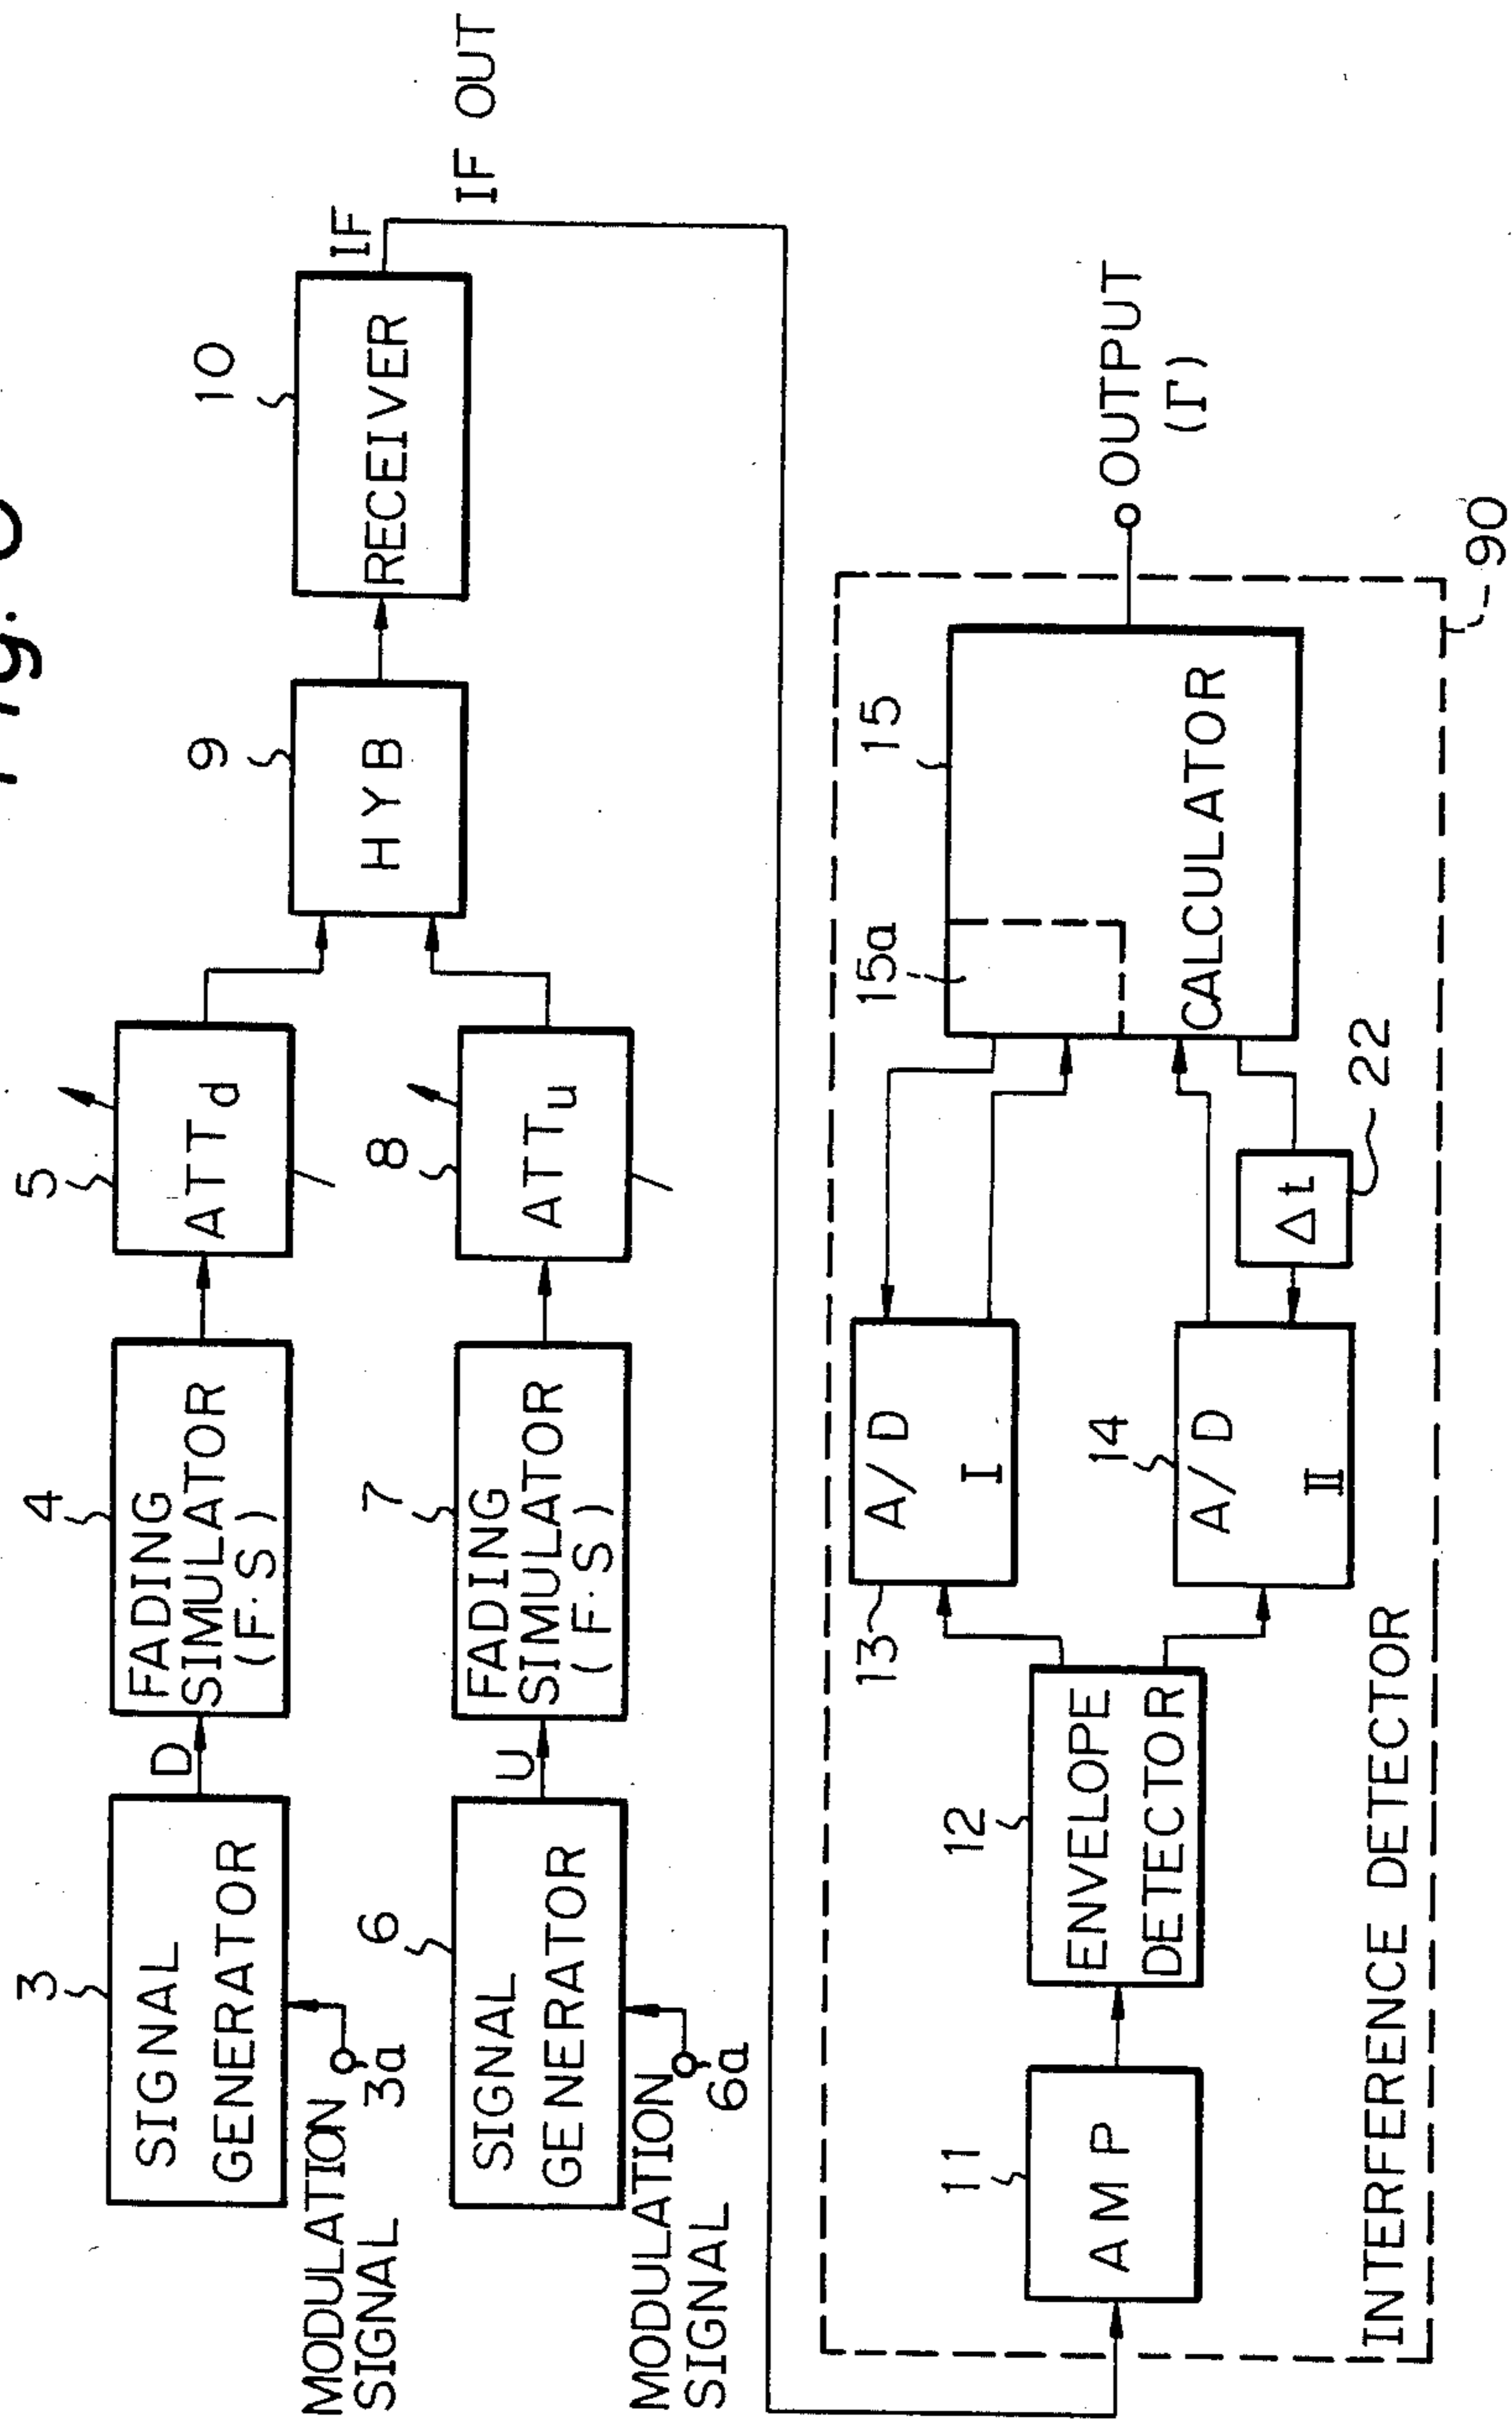 3
SIGNAL
GENERATOR
D
4
FADING
SIMULATOR
(F·S)
5
ATTd
MODULATION
SIGNAL
3a
6
SIGNAL
GENERATOR
U
7
FADING
SIMULATOR
(F·S)
8
ATTu
MODULATION
SIGNAL
6a
9
HYB
10
RECEIVER
IF
IF OUT
11
AMP
12
ENVELOPE
DETECTOR
13
A/D
I
14
A/D
II
15a
15
CALCULATOR
Δt
22
OUTPUT
(Γ)
INTERFERENCE DETECTOR
90